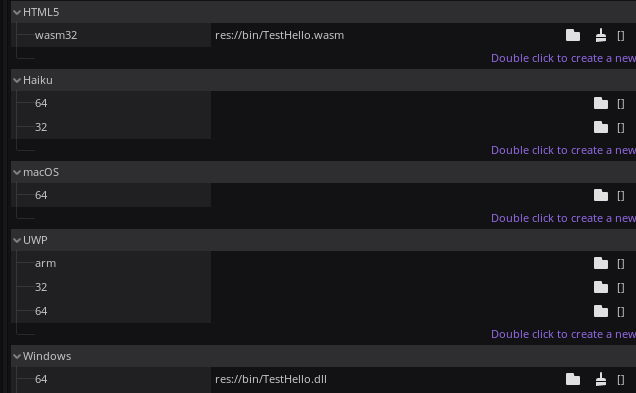 HTML5
wasm32 res://bin/TestHello.wasm []
Double click to create a new
Haiku
64 []
32 []
Double click to create a new
macOS
64 []
Double click to create a new
UWP
arm []
32 []
64 []
Double click to create a new
Windows
64 res://bin/TestHello.dll []